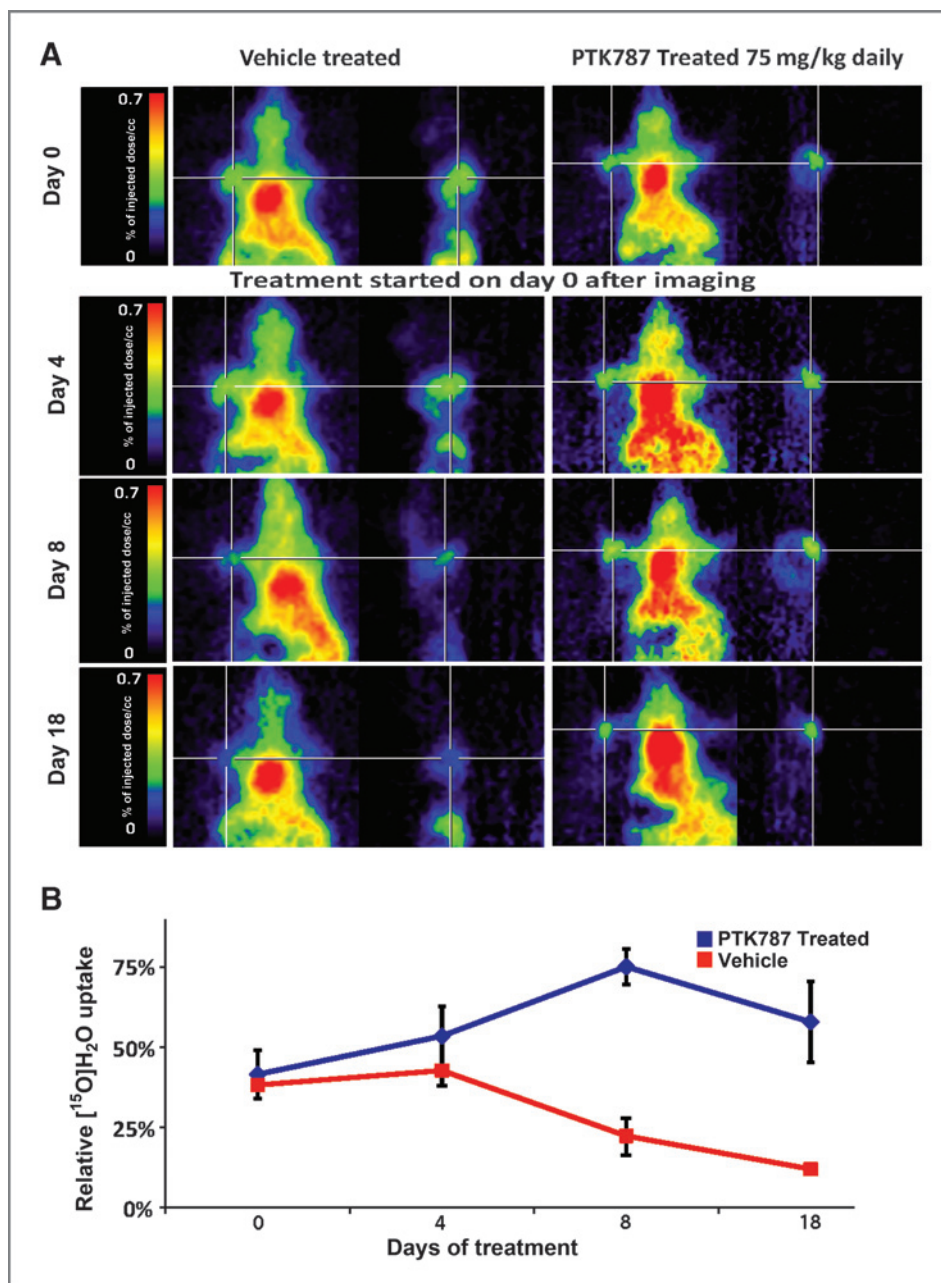 A
Vehicle treated
PTK787 Treated 75 mg/kg daily
Day 0
0.7
% of injected dose/cc
0
Treatment started on day 0 after imaging
Day 4
0.7
% of injected dose/cc
0
Day 8
0.7
% of injected dose/cc
0
Day 18
0.7
% of injected dose/cc
0
B
Relative [¹⁵O]H₂O uptake
75%
50%
25%
0%
PTK787 Treated
Vehicle
0 4 8 18
Days of treatment